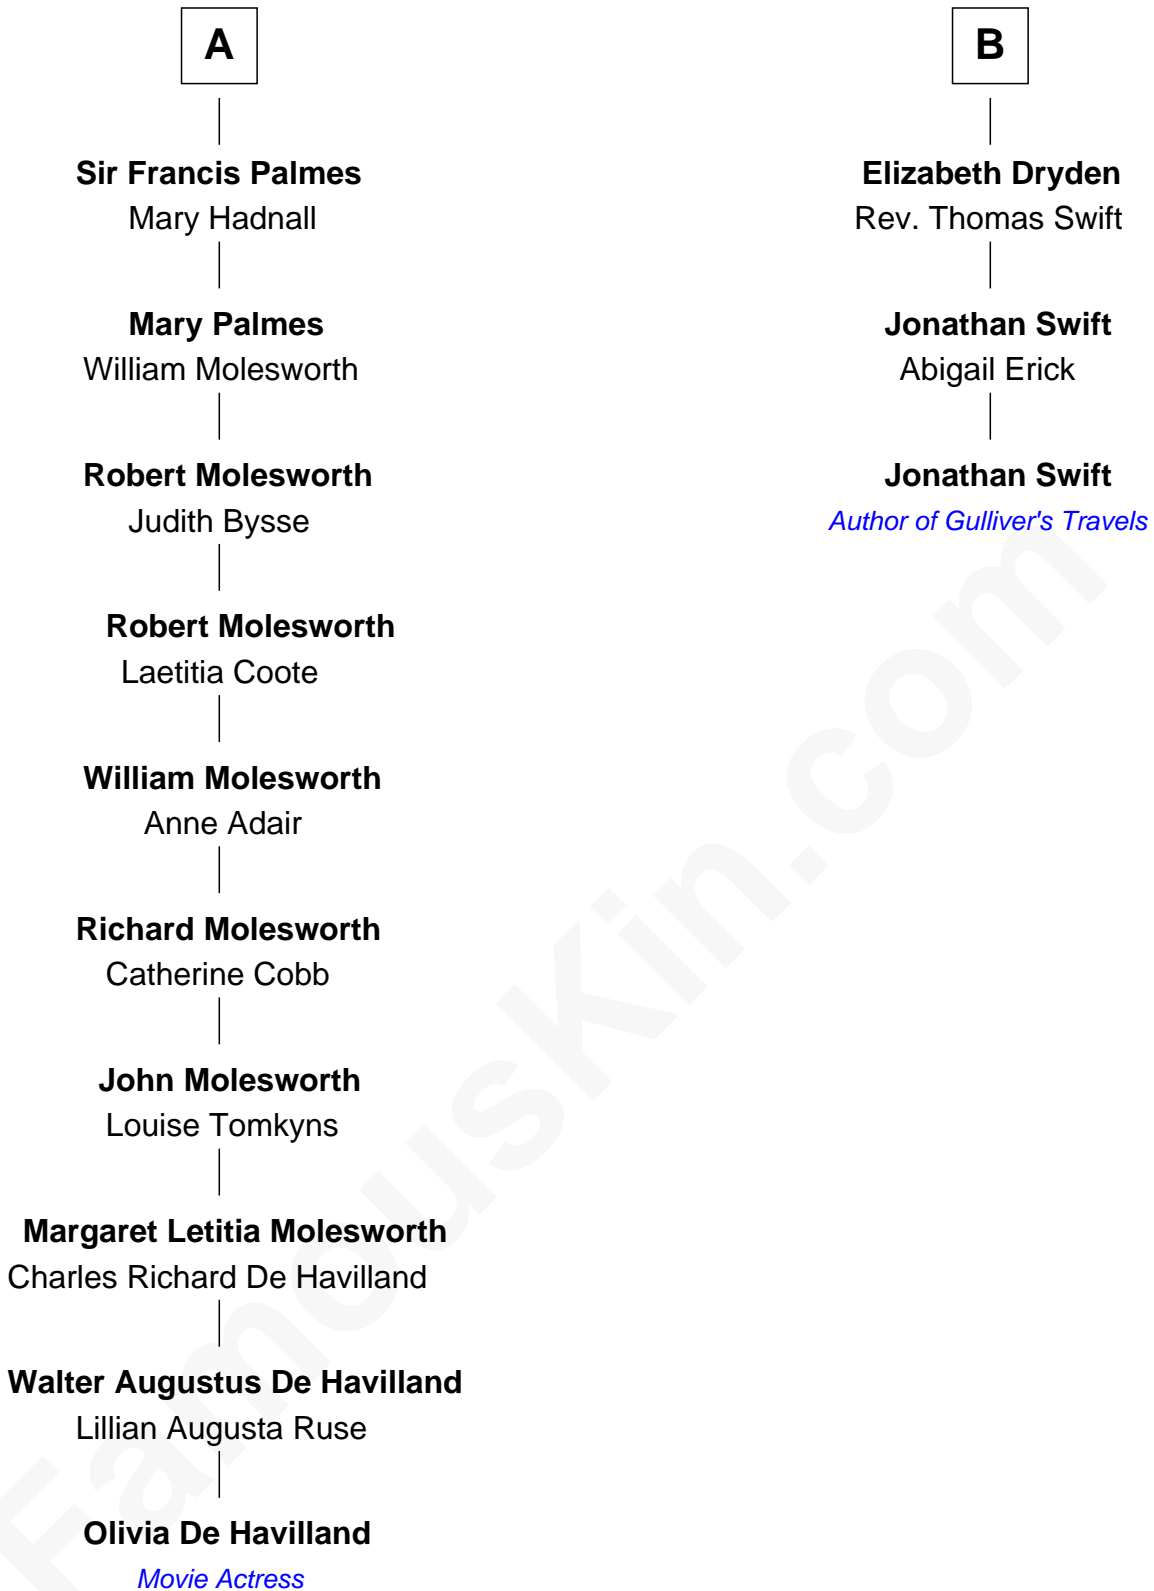 A
Sir Francis Palmes
Mary Hadnall
Mary Palmes
William Molesworth
Robert Molesworth
Judith Bysse
Robert Molesworth
Laetitia Coote
William Molesworth
Anne Adair
Richard Molesworth
Catherine Cobb
John Molesworth
Louise Tomkyns
Margaret Letitia Molesworth
Charles Richard De Havilland
Walter Augustus De Havilland
Lillian Augusta Ruse
Olivia De Havilland
Movie Actress
B
Elizabeth Dryden
Rev. Thomas Swift
Jonathan Swift
Abigail Erick
Jonathan Swift
Author of Gulliver's Travels
FamousKin.com